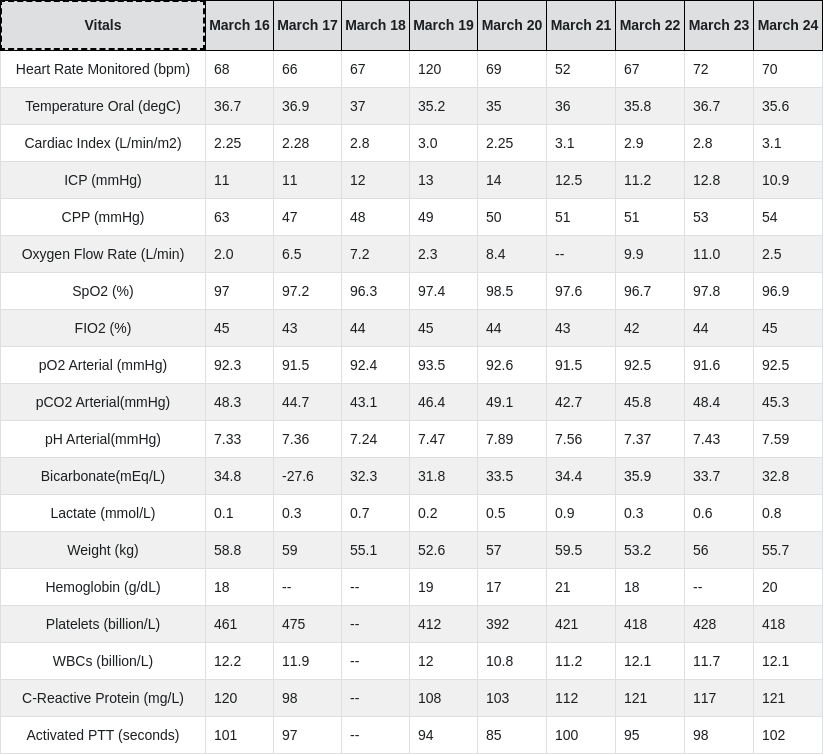 Vitals March 16 March 17 March 18 March 19 March 20 March 21 March 22 March 23 March 24
Heart Rate Monitored (bpm) 68 66 67 120 69 52 67 72 70
Temperature Oral (degC) 36.7 36.9 37 35.2 35 36 35.8 36.7 35.6
Cardiac Index (L/min/m2) 2.25 2.28 2.8 3.0 2.25 3.1 2.9 2.8 3.1
ICP (mmHg) 11 11 12 13 14 12.5 11.2 12.8 10.9
CPP (mmHg) 63 47 48 49 50 51 51 53 54
Oxygen Flow Rate (L/min) 2.0 6.5 7.2 2.3 8.4 -- 9.9 11.0 2.5
SpO2 (%) 97 97.2 96.3 97.4 98.5 97.6 96.7 97.8 96.9
FIO2 (%) 45 43 44 45 44 43 42 44 45
pO2 Arterial (mmHg) 92.3 91.5 92.4 93.5 92.6 91.5 92.5 91.6 92.5
pCO2 Arterial(mmHg) 48.3 44.7 43.1 46.4 49.1 42.7 45.8 48.4 45.3
pH Arterial(mmHg) 7.33 7.36 7.24 7.47 7.89 7.56 7.37 7.43 7.59
Bicarbonate(mEq/L) 34.8 -27.6 32.3 31.8 33.5 34.4 35.9 33.7 32.8
Lactate (mmol/L) 0.1 0.3 0.7 0.2 0.5 0.9 0.3 0.6 0.8
Weight (kg) 58.8 59 55.1 52.6 57 59.5 53.2 56 55.7
Hemoglobin (g/dL) 18 -- -- 19 17 21 18 -- 20
Platelets (billion/L) 461 475 -- 412 392 421 418 428 418
WBCs (billion/L) 12.2 11.9 -- 12 10.8 11.2 12.1 11.7 12.1
C-Reactive Protein (mg/L) 120 98 -- 108 103 112 121 117 121
Activated PTT (seconds) 101 97 -- 94 85 100 95 98 102